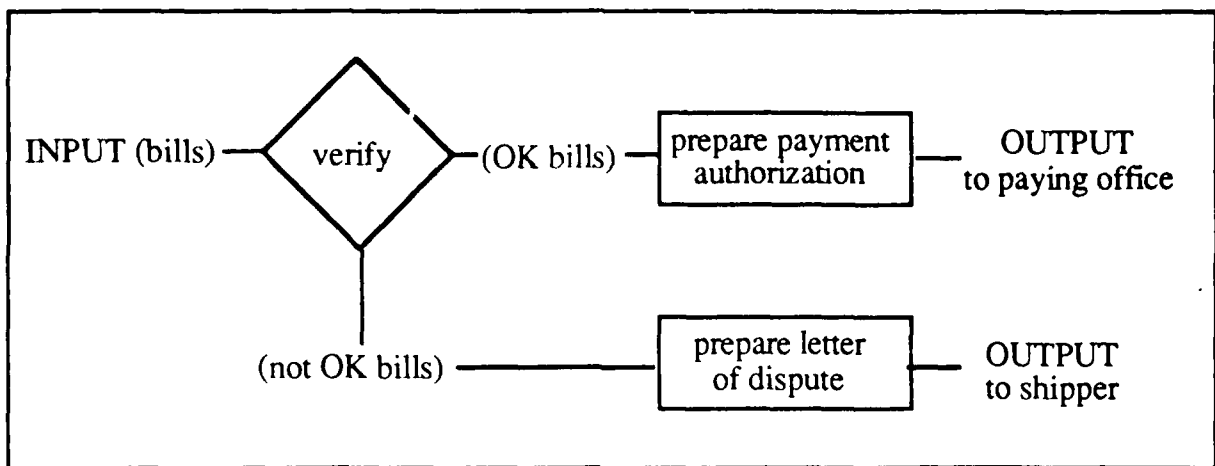 INPUT (bills)
verify
(OK bills)
prepare payment
authorization
OUTPUT
to paying office
(not OK bills)
prepare letter
of dispute
OUTPUT
to shipper